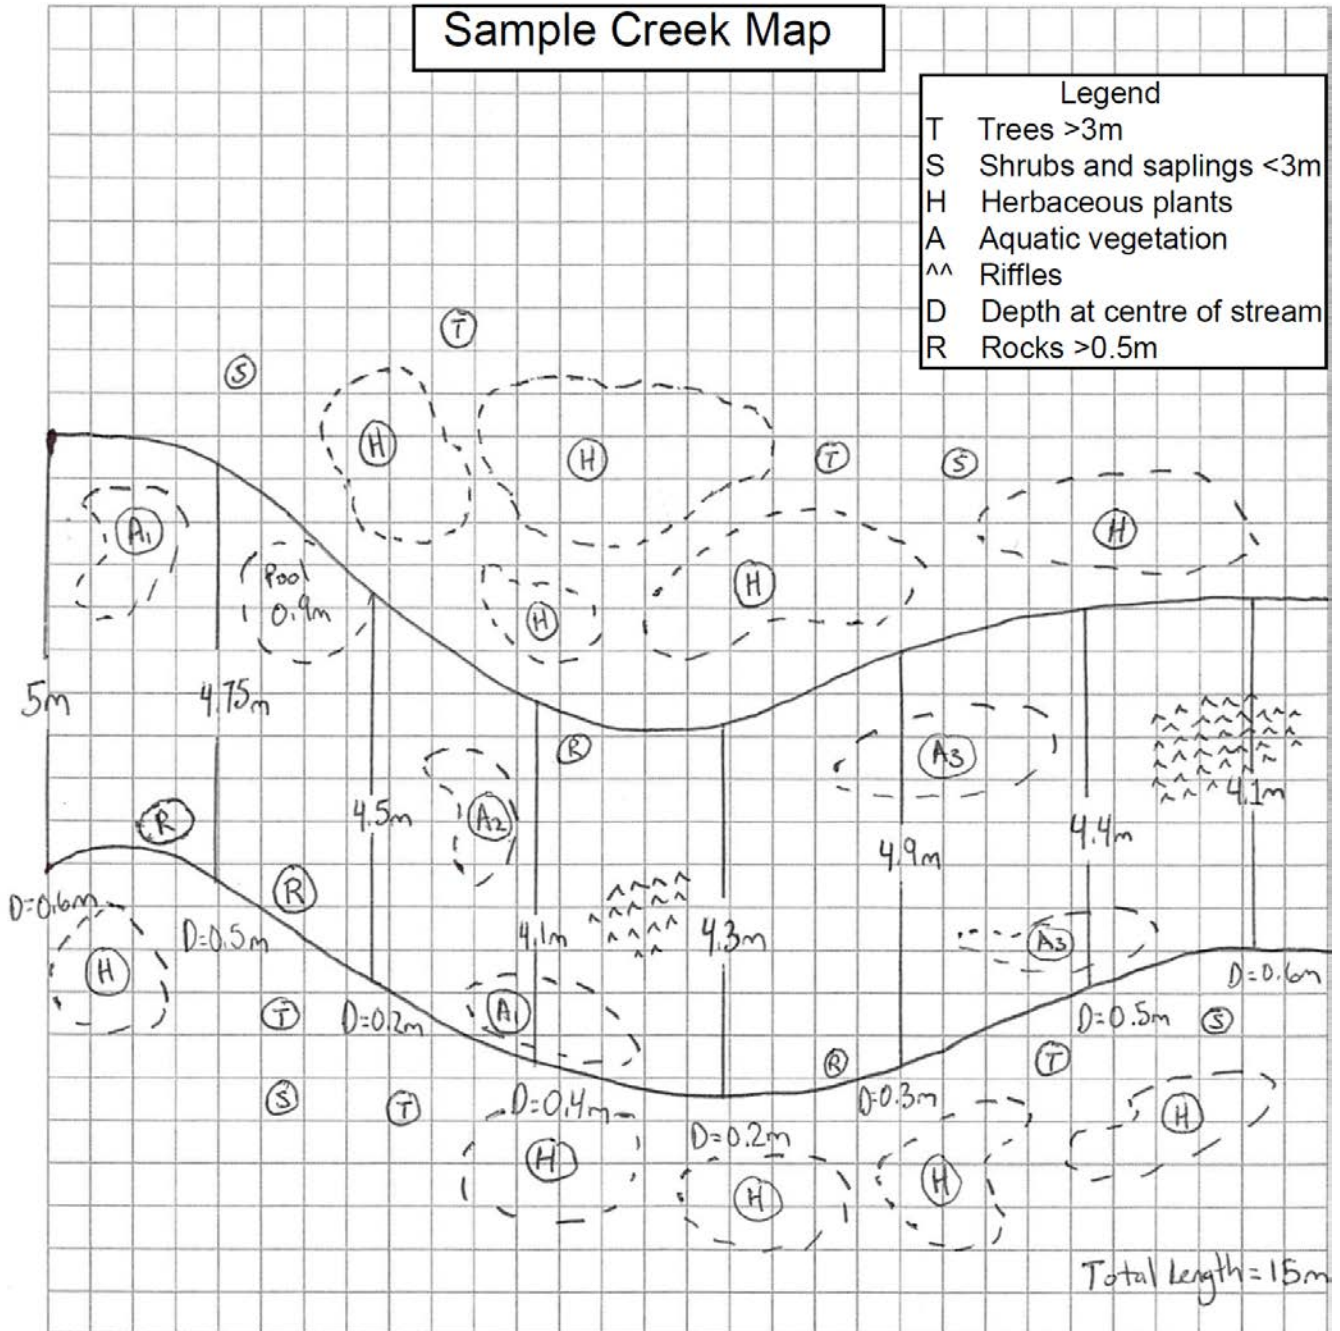 Sample Creek Map
Legend
T Trees >3m
S Shrubs and saplings <3m
H Herbaceous plants
A Aquatic vegetation
^^ Riffles
D Depth at centre of stream
R Rocks >0.5m
T
S
H
H
T
S
H
A1
Pool
0.9m
H
H
5m
4.75m
R
A3
4.5m
A2
R
4.1m
4.4m
4.9m
R
D=0.6m
D=0.5m
4.1m
4.3m
A3
H
D=0.6m
T
D=0.2m
A1
D=0.5m
S
R
T
S
T
D=0.4m
D=0.3m
H
D=0.2m
H
H
H
Total Length = 15m